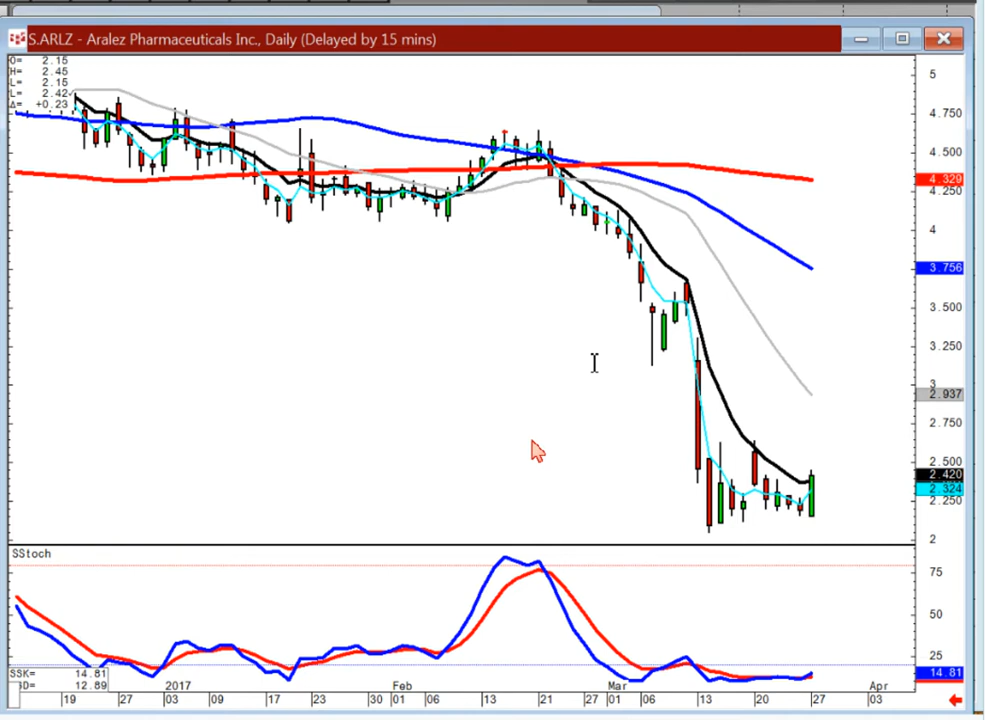 S.ARLZ - Aralez Pharmaceuticals Inc., Daily (Delayed by 15 mins)
O= 2.15
H= 2.45
L= 2.15
L= 2.42
Δ= +0.23
5
4.750
4.500
4.329
4.250
4
3.756
3.500
3.250
3
2.937
2.750
2.500
2.420
2.324
2.250
2
SStoch
75
50
25
14.81
SSK= 14.81
D= 12.89
2017 Feb Mar Apr
19 27 03 09 17 23 30 01 06 13 21 27 01 06 13 20 27 03